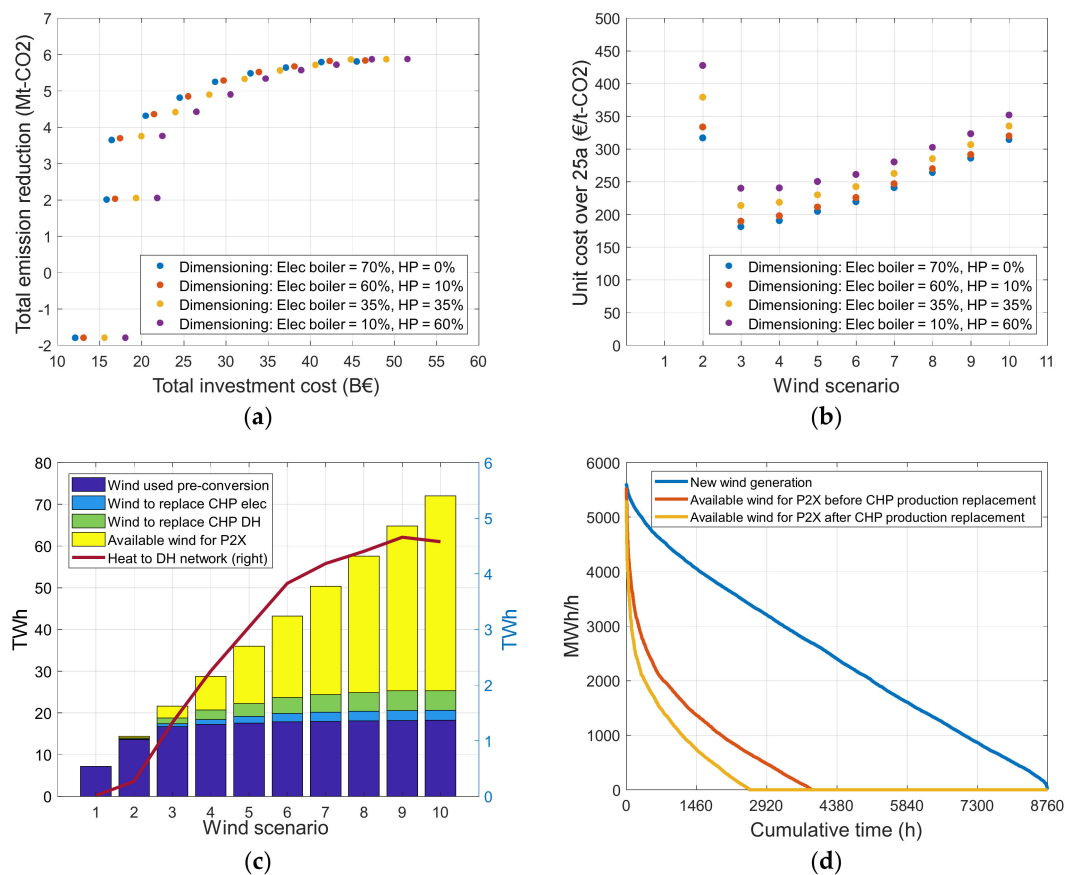 7
6
5
4
3
2
1
0
-1
-2
10
15
20
25
30
35
40
45
50
55
60
Total emission reduction (Mt-CO2)
Total investment cost (B€)
Dimensioning: Elec boiler = 70%, HP = 0%
Dimensioning: Elec boiler = 60%, HP = 10%
Dimensioning: Elec boiler = 35%, HP = 35%
Dimensioning: Elec boiler = 10%, HP = 60%
(a)
500
450
400
350
300
250
200
150
100
50
0
1
2
3
4
5
6
7
8
9
10
11
Unit cost over 25a (€/t-CO2)
Wind scenario
Dimensioning: Elec boiler = 70%, HP = 0%
Dimensioning: Elec boiler = 60%, HP = 10%
Dimensioning: Elec boiler = 35%, HP = 35%
Dimensioning: Elec boiler = 10%, HP = 60%
(b)
80
70
60
50
40
30
20
10
0
TWh
Wind used pre-conversion
Wind to replace CHP elec
Wind to replace CHP DH
Available wind for P2X
Heat to DH network (right)
6
5
4
3
2
1
0
TWh
1
2
3
4
5
6
7
8
9
10
Wind scenario
(c)
6000
5000
4000
3000
2000
1000
0
MWh/h
New wind generation
Available wind for P2X before CHP production replacement
Available wind for P2X after CHP production replacement
0
1460
2920
4380
5840
7300
8760
Cumulative time (h)
(d)